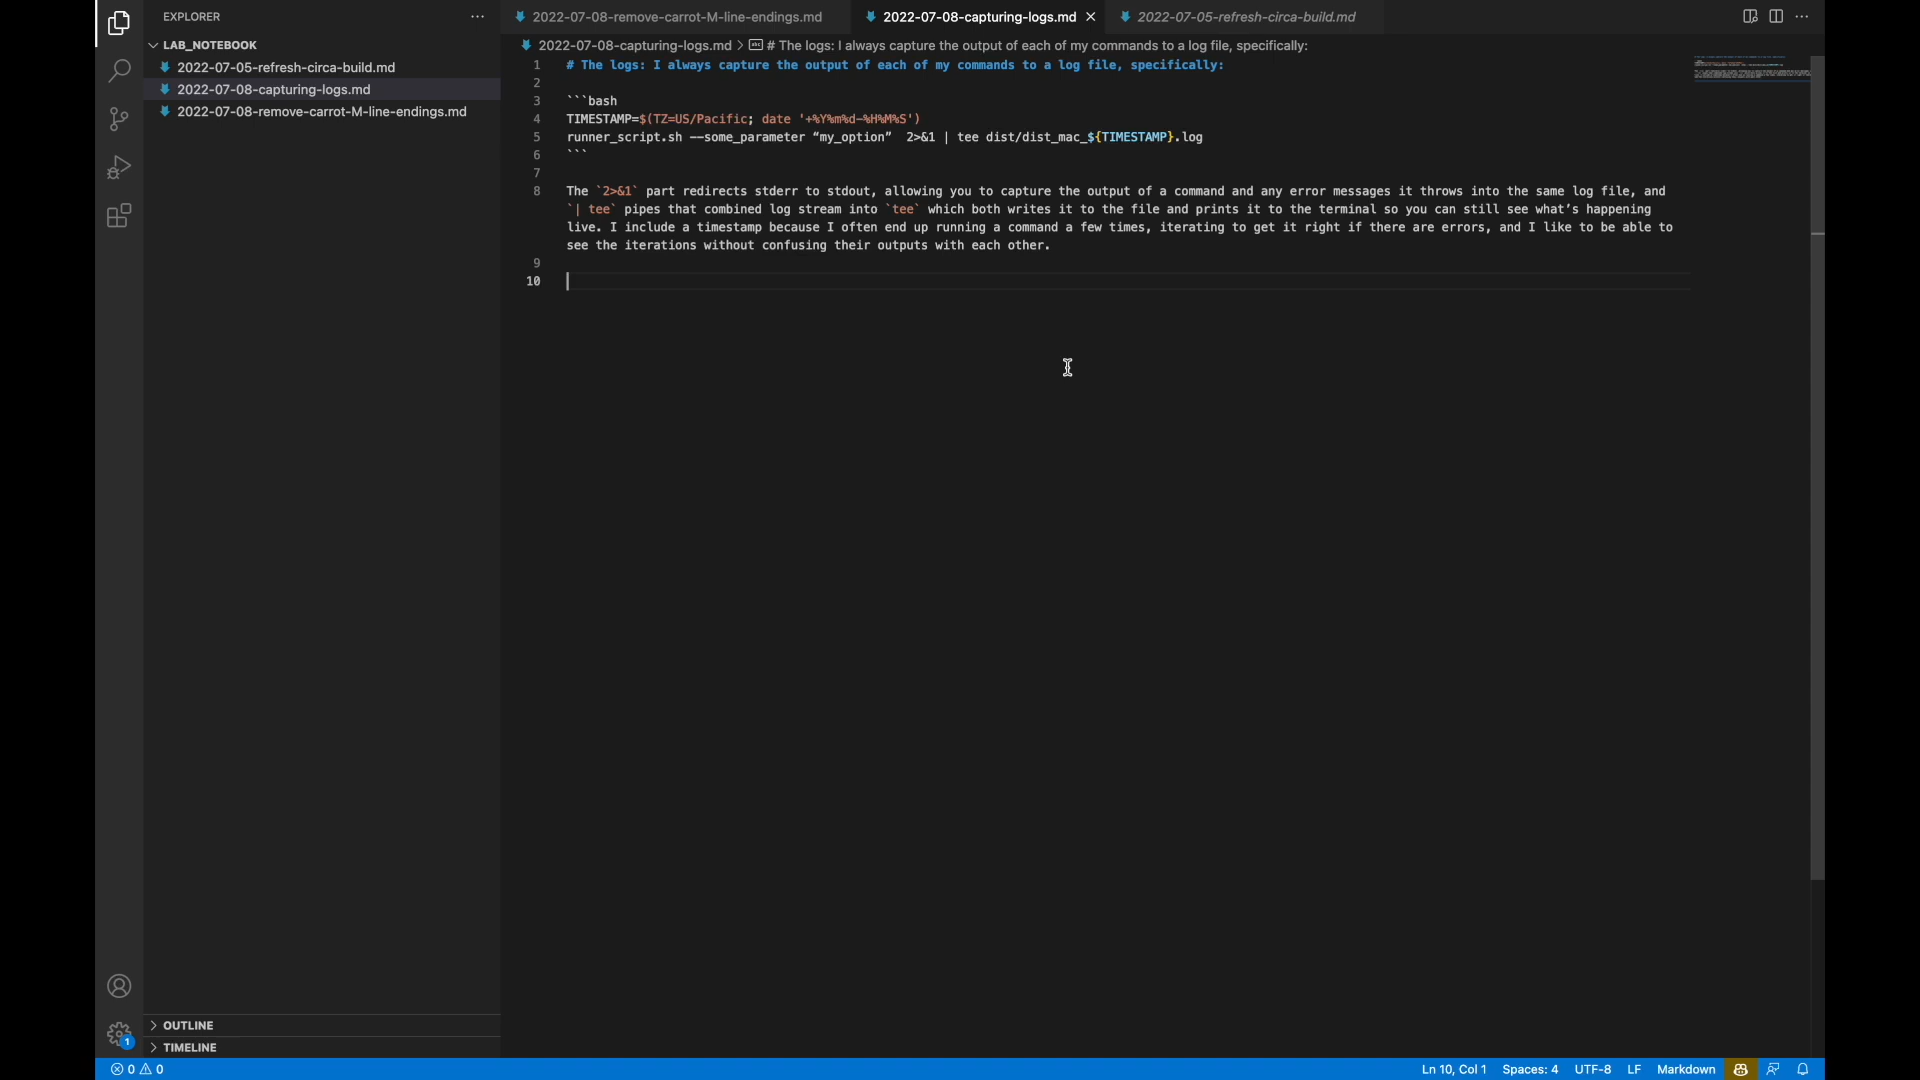 EXPLORER
LAB_NOTEBOOK
2022-07-05-refresh-circa-build.md
2022-07-08-capturing-logs.md
2022-07-08-remove-carrot-M-line-endings.md
OUTLINE
TIMELINE
2022-07-08-remove-carrot-M-line-endings.md
2022-07-08-capturing-logs.md
2022-07-05-refresh-circa-build.md
2022-07-08-capturing-logs.md > # The logs: I always capture the output of each of my commands to a log file, specifically:
1 # The logs: I always capture the output of each of my commands to a log file, specifically:
2
3 ```bash
4 TIMESTAMP=$(TZ=US/Pacific; date '+%Y%m%d-%H%M%S')
5 runner_script.sh —some_parameter “my_option”  2>&1 | tee dist/dist_mac_${TIMESTAMP}.log
6 ```
7
8 The `2>&1` part redirects stderr to stdout, allowing you to capture the output of a command and any error messages it throws into the same log file, and
`| tee` pipes that combined log stream into `tee` which both writes it to the file and prints it to the terminal so you can still see what’s happening
live. I include a timestamp because I often end up running a command a few times, iterating to get it right if there are errors, and I like to be able to
see the iterations without confusing their outputs with each other.
9
10
1
0 0
Ln 10, Col 1
Spaces: 4
UTF-8
LF
Markdown